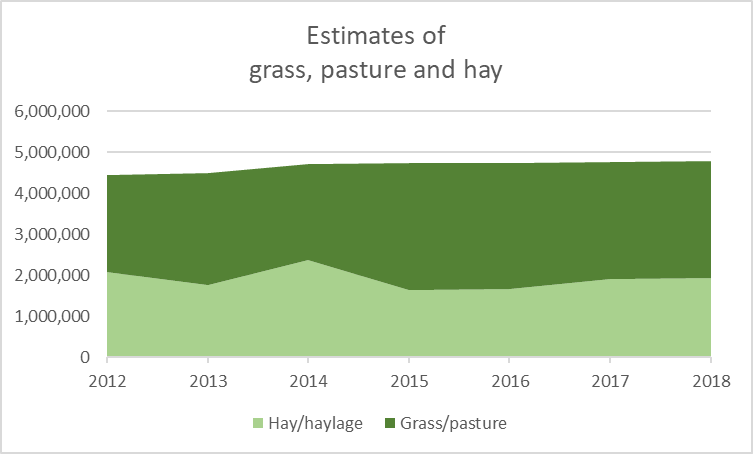 Estimates of
grass, pasture and hay
6,000,000
5,000,000
4,000,000
3,000,000
2,000,000
1,000,000
0
2012 2013 2014 2015 2016 2017 2018
Hay/haylage Grass/pasture